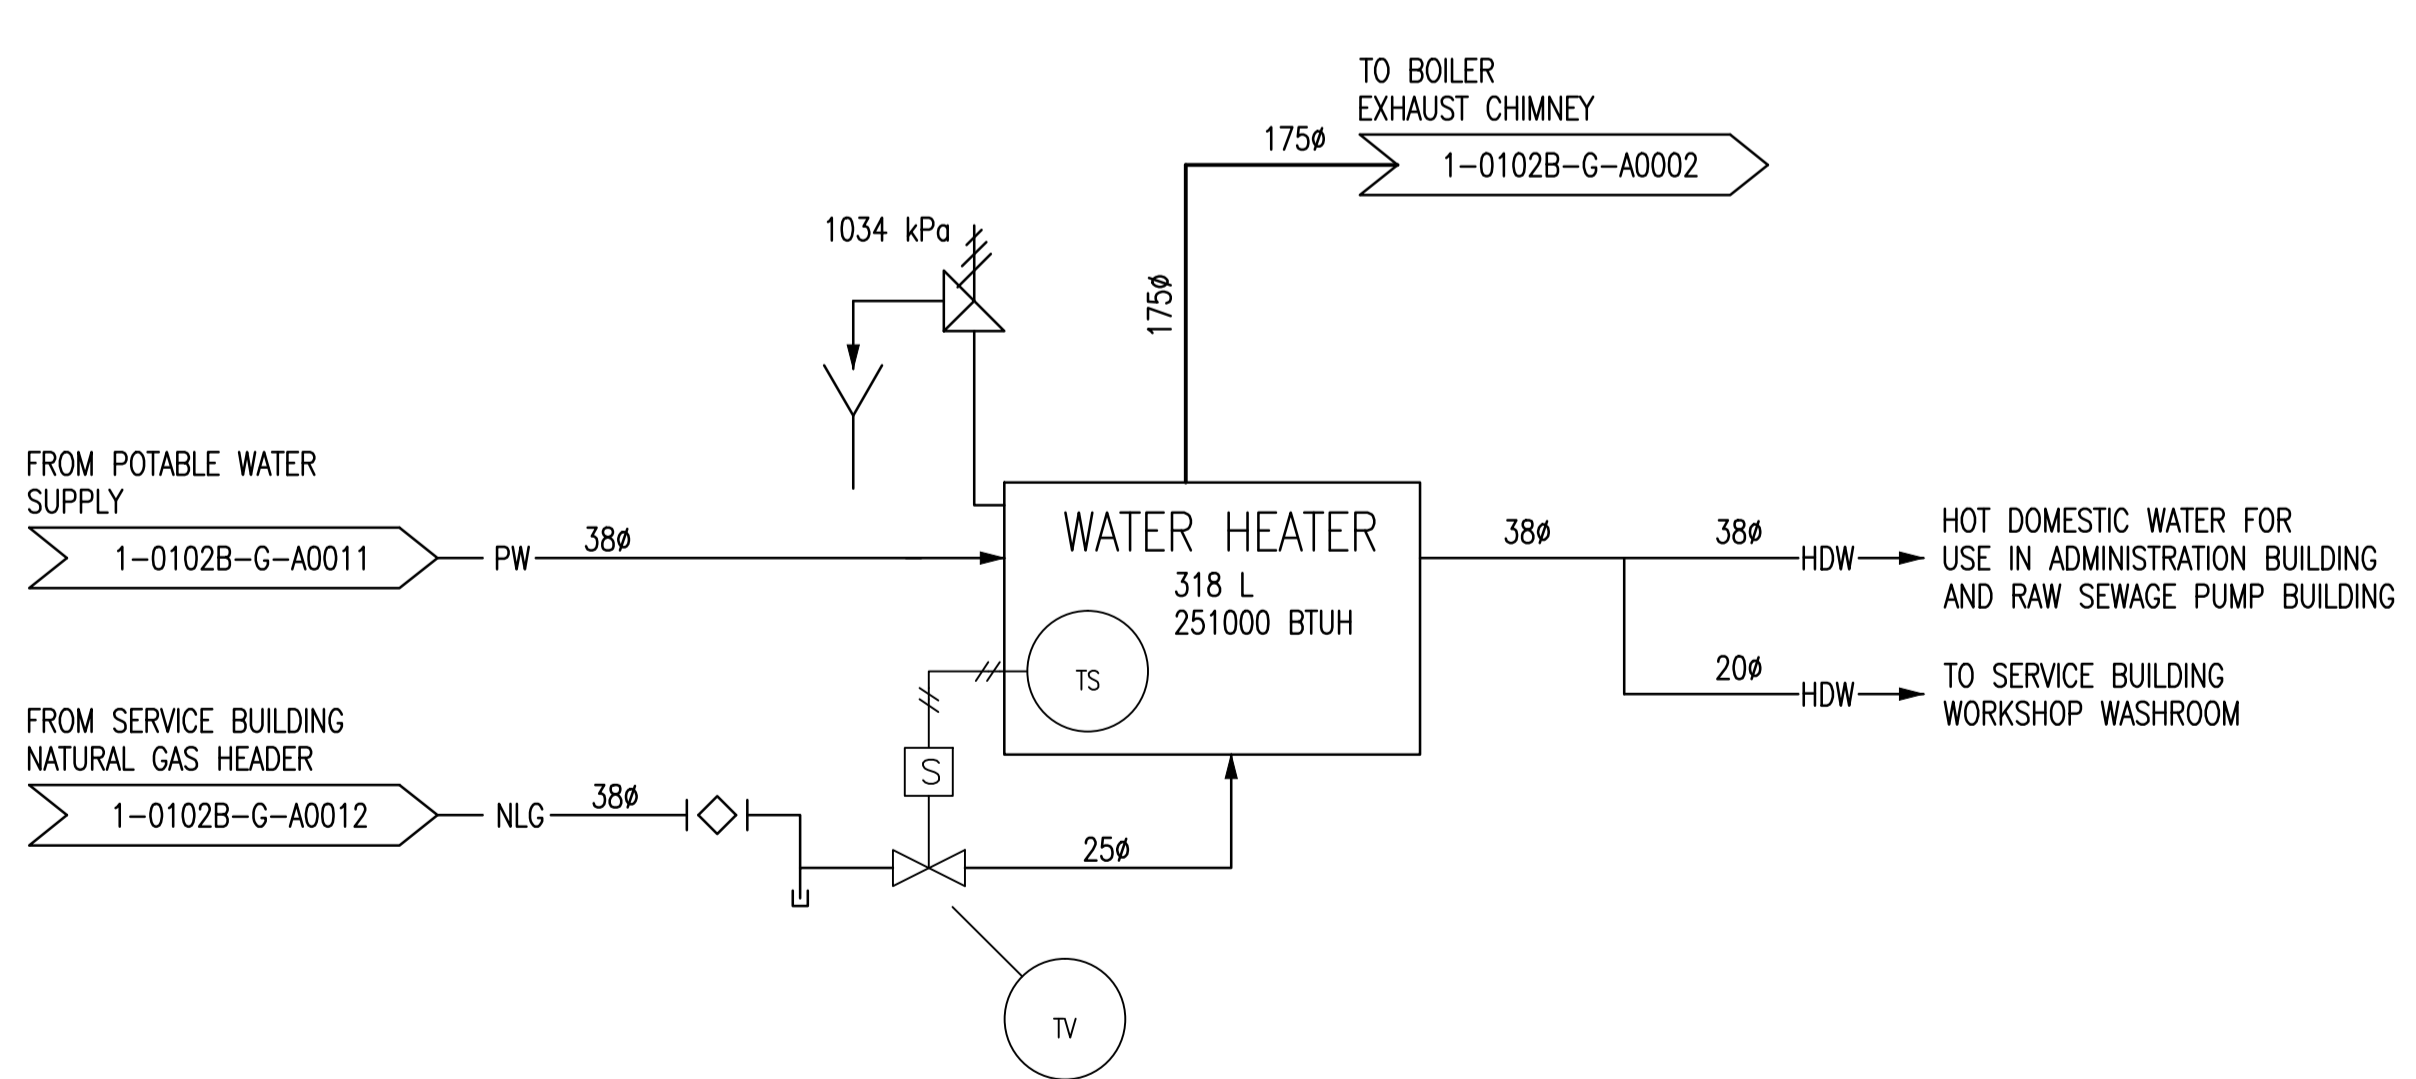 TO BOILER
EXHAUST CHIMNEY
175ø
1-0102B-G-A0002
1034 kPa
175ø
FROM POTABLE WATER
SUPPLY
1-0102B-G-A0011
PW
38ø
WATER HEATER
318 L
251000 BTUH
TS
38ø
38ø
HDW
HOT DOMESTIC WATER FOR
USE IN ADMINISTRATION BUILDING
AND RAW SEWAGE PUMP BUILDING
20ø
HDW
TO SERVICE BUILDING
WORKSHOP WASHROOM
FROM SERVICE BUILDING
NATURAL GAS HEADER
1-0102B-G-A0012
NLG
38ø
S
25ø
TV